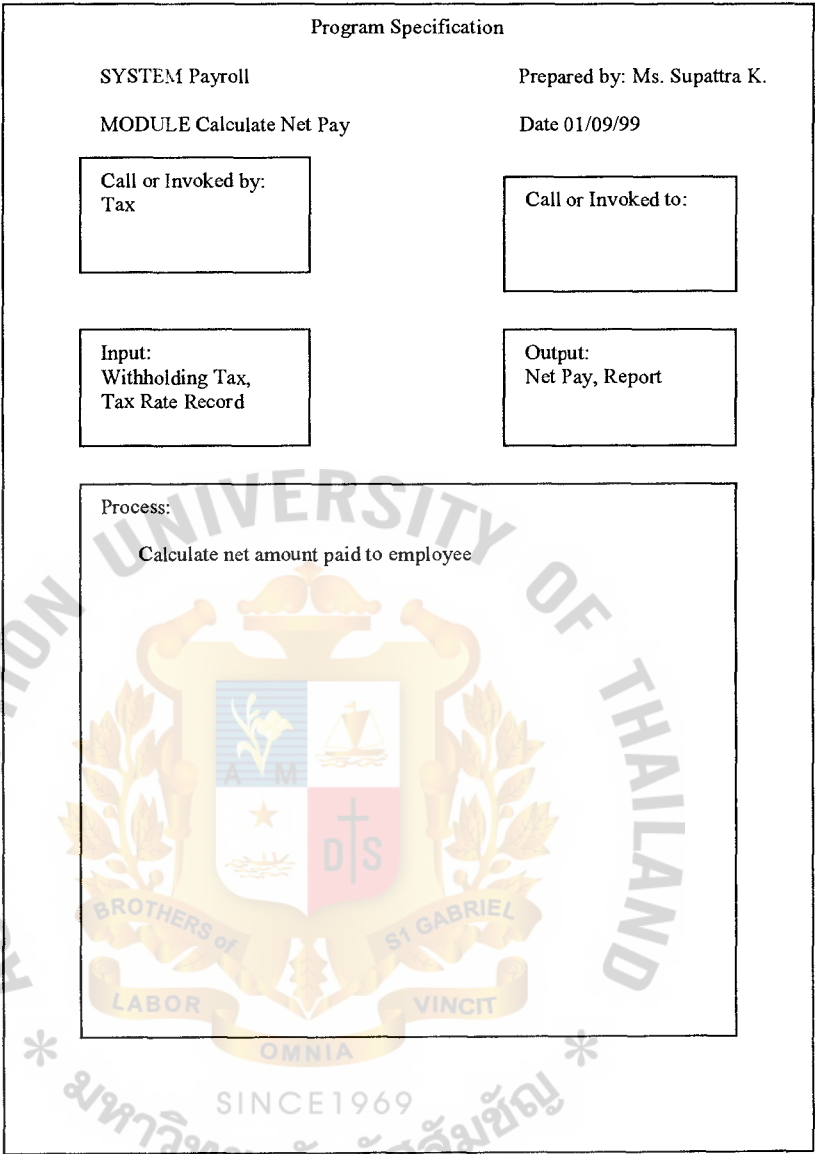 Program Specification
SYSTEM Payroll
Prepared by: Ms. Supattra K.
MODULE Calculate Net Pay
Date 01/09/99
Call or Invoked by:
Tax
Call or Invoked to:
Input:
Withholding Tax,
Tax Rate Record
Output:
Net Pay, Report
Process:
Calculate net amount paid to employee
UNIVERSITY OF THAILAND
A M
D S
BROTHERS of ST GABRIEL
LABOR
VINCIT
OMNIA
SINCE1969